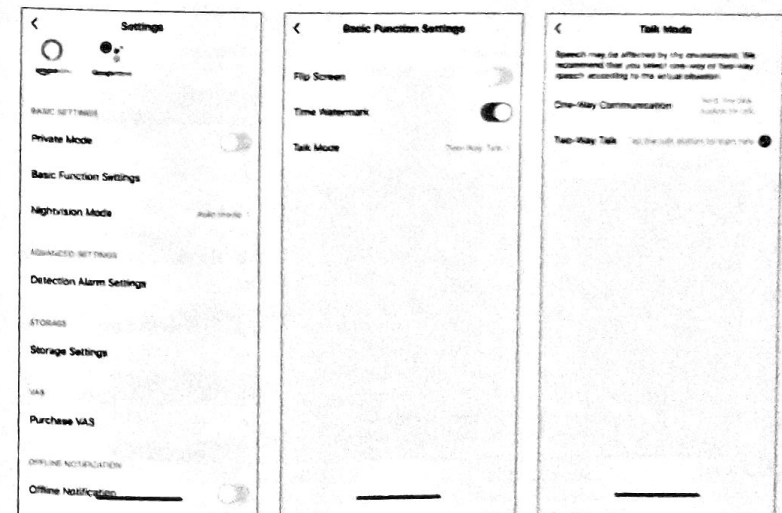 Settings
BASIC SETTINGS
Private Mode
Basic Function Settings
Nightvision Mode
Auto mode
ADVANCED SETTINGS
Detection Alarm Settings
STORAGE
Storage Settings
VAS
Purchase VAS
OFFLINE NOTIFICATION
Offline Notification
Basic Function Settings
Flip Screen
Time Watermark
Talk Mode
Two-Way Talk
Talk Mode
Speech may be affected by the environment. We
recommend that you select one-way or two-way
speech according to the actual situation.
One-Way Communication
Two-Way Talk